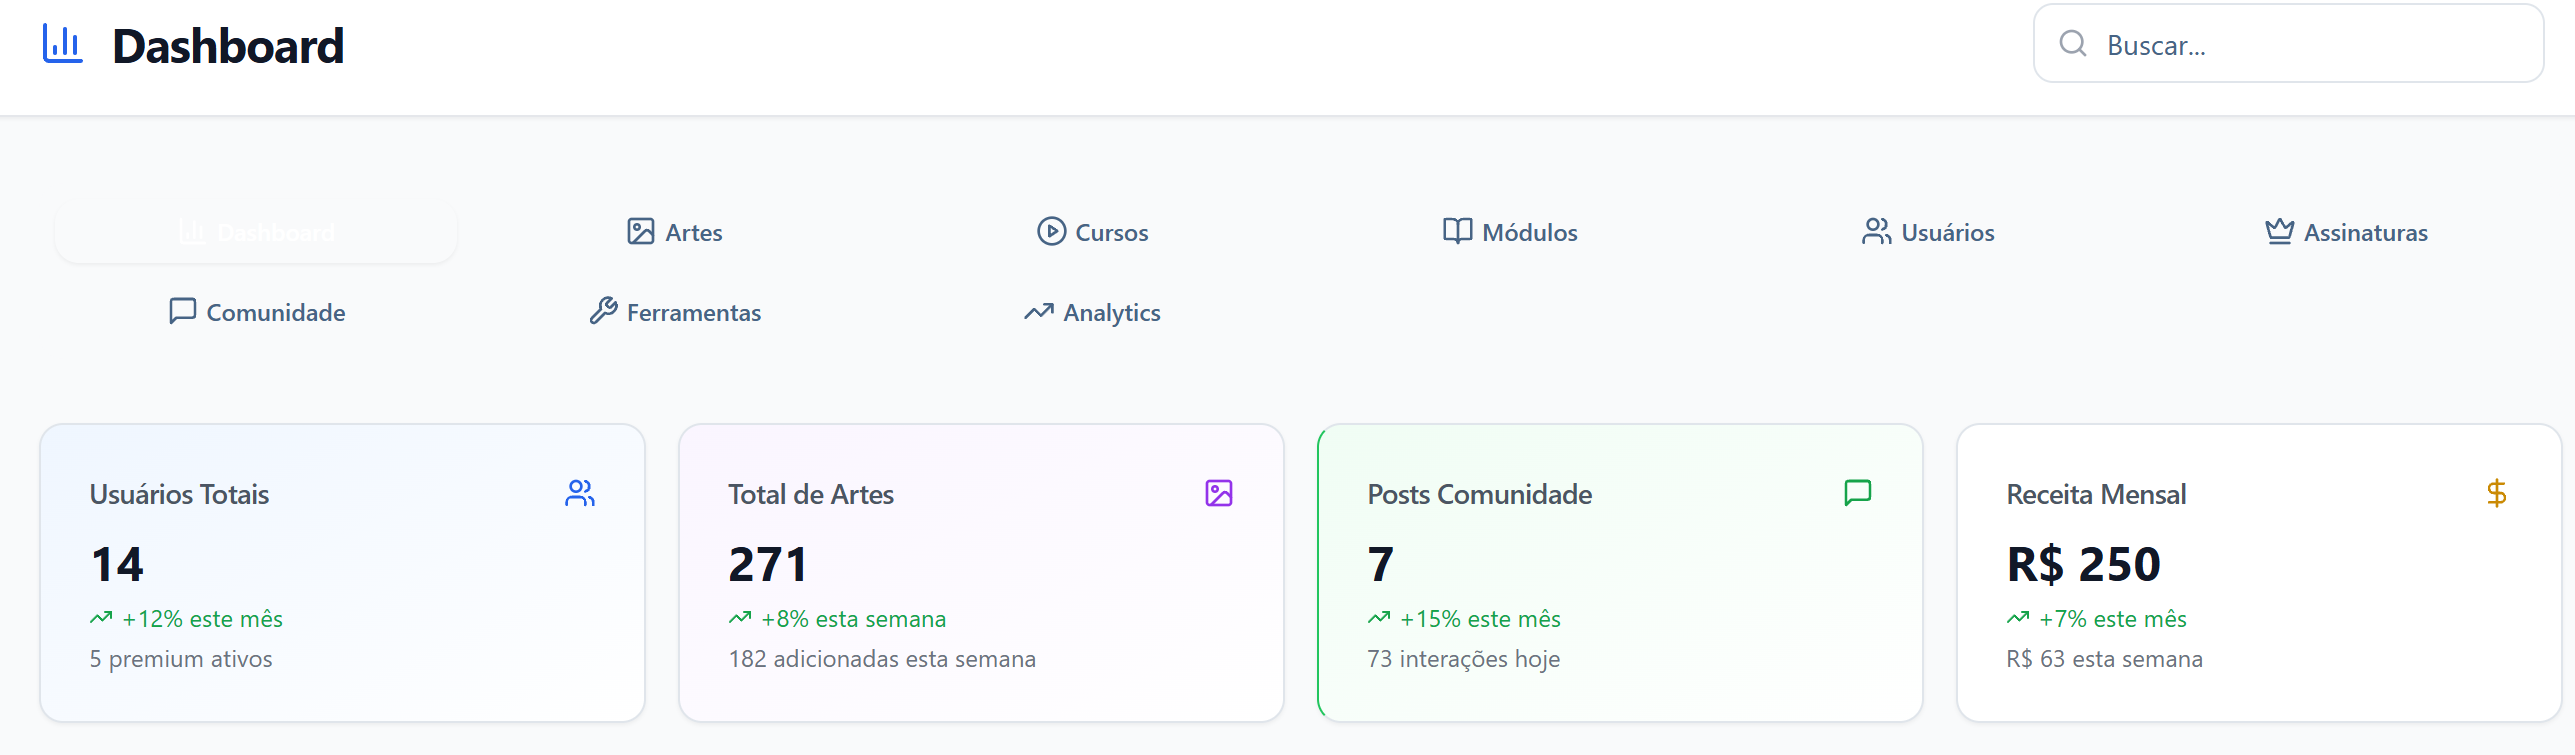 Dashboard
Buscar...
Dashboard
Artes
Cursos
Módulos
Usuários
Assinaturas
Comunidade
Ferramentas
Analytics
Usuários Totais
14
+12% este mês
5 premium ativos
Total de Artes
271
+8% esta semana
182 adicionadas esta semana
Posts Comunidade
7
+15% este mês
73 interações hoje
Receita Mensal
R$ 250
+7% este mês
R$ 63 esta semana